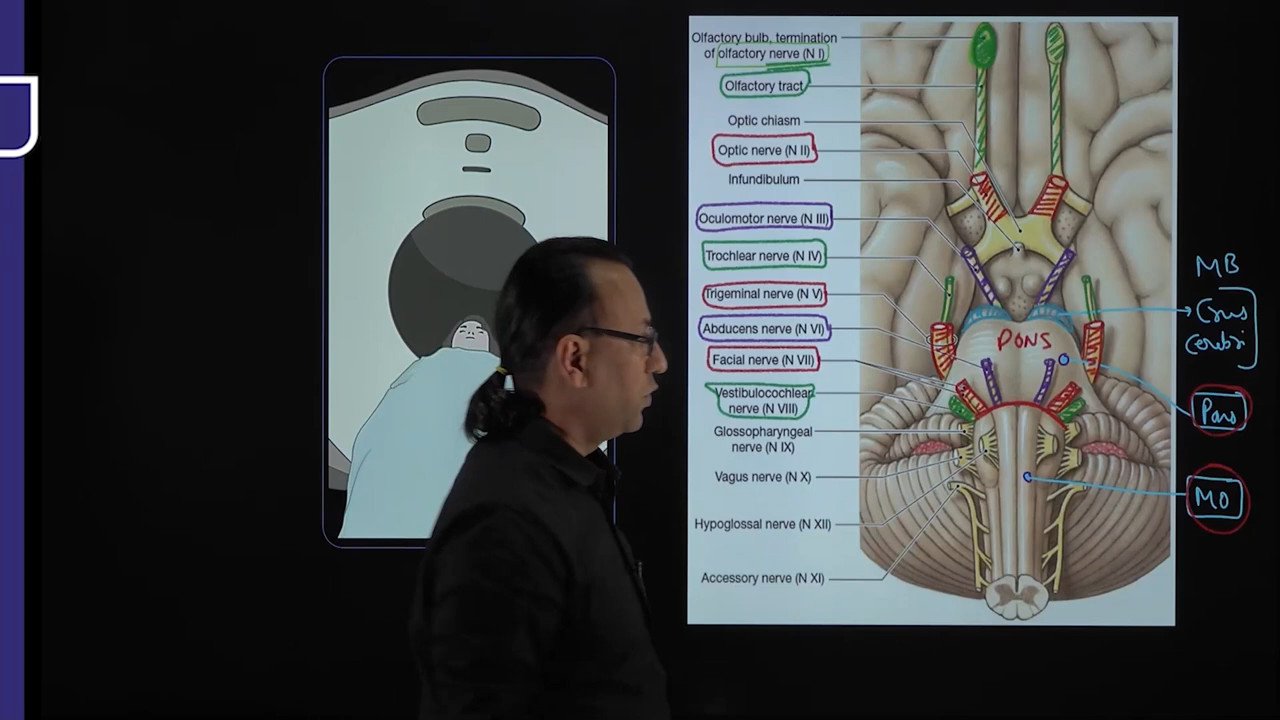 Olfactory bulb, termination
of olfactory nerve (N I)
Olfactory tract
Optic chiasm
Optic nerve (N II)
Infundibulum
Oculomotor nerve (N III)
Trochlear nerve (N IV)
Trigeminal nerve (N V)
Abducens nerve (N VI)
Facial nerve (N VII)
Vestibulocochlear
nerve (N VIII)
Glossopharyngeal
nerve (N IX)
Vagus nerve (N X)
Hypoglossal nerve (N XII)
Accessory nerve (N XI)
PONS
MB
Crus
cerebri
Pons
MO